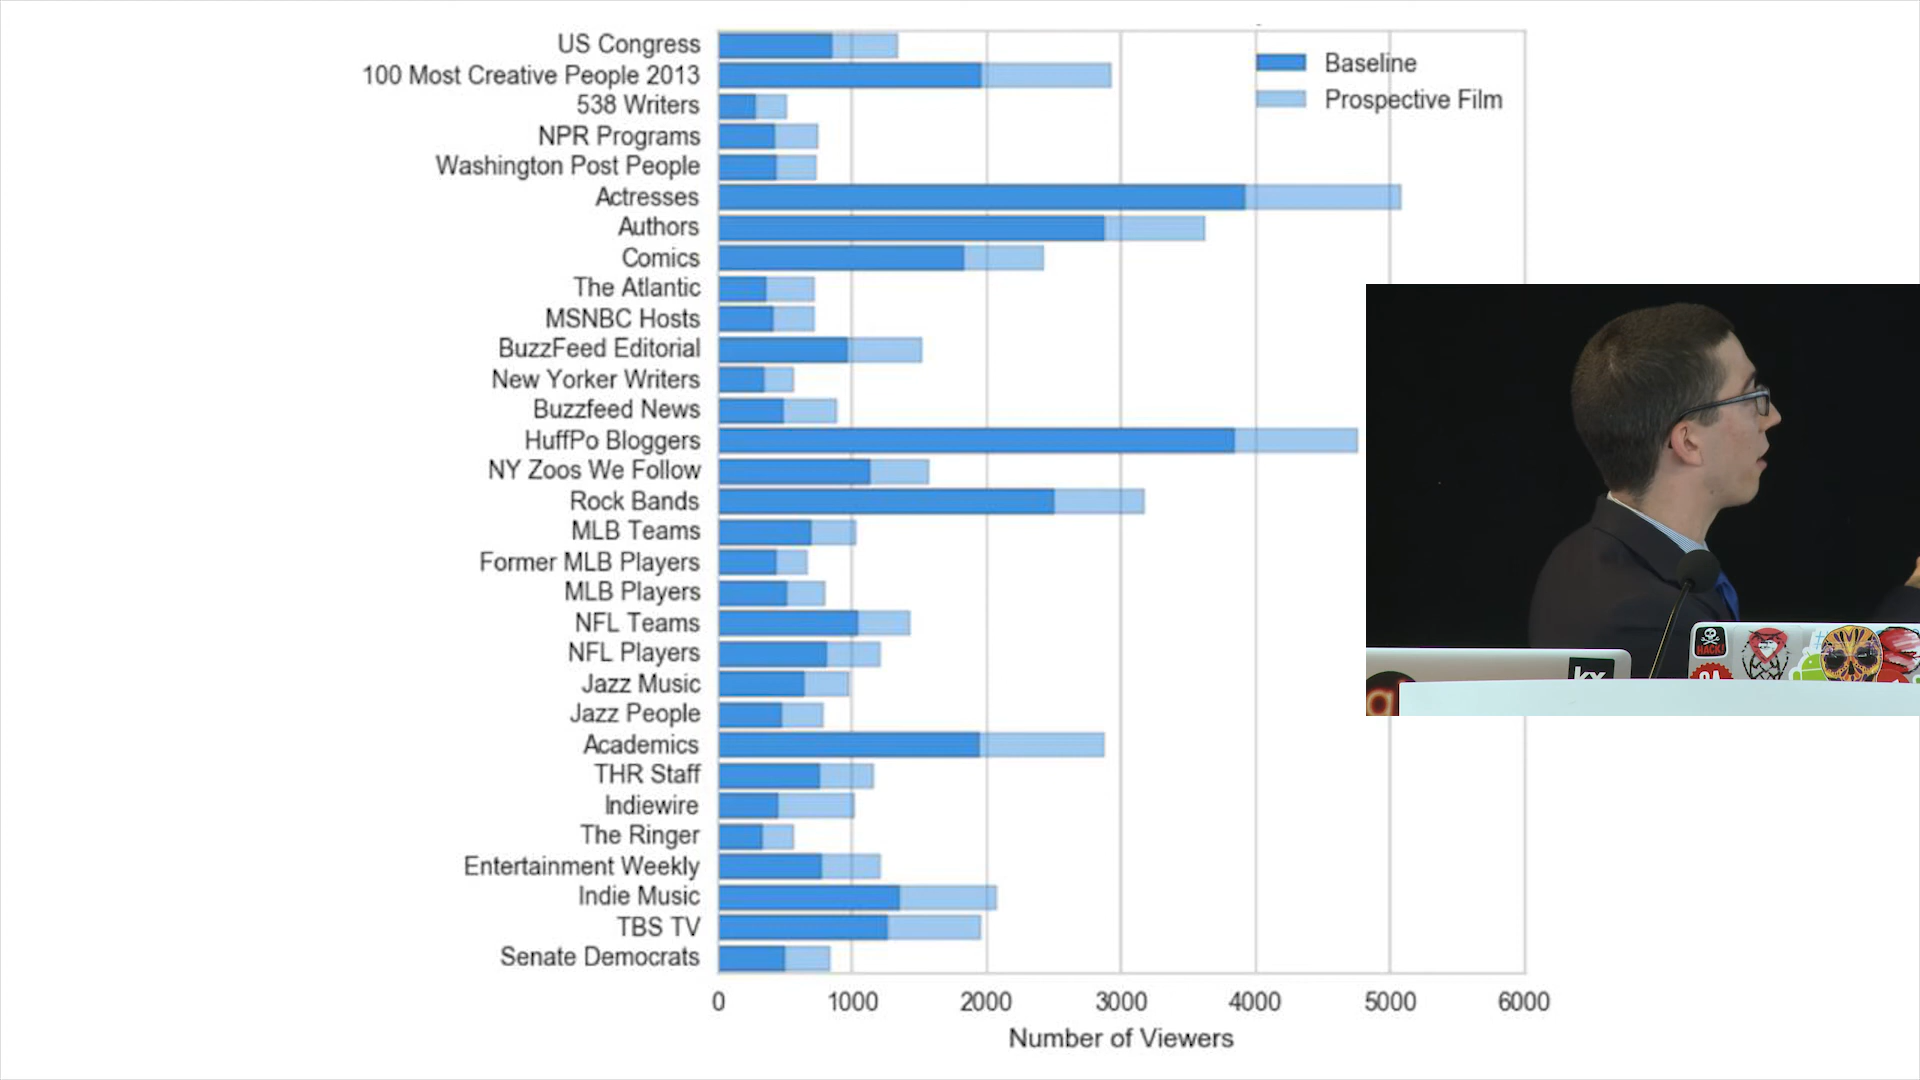 US Congress
100 Most Creative People 2013
538 Writers
NPR Programs
Washington Post People
Actresses
Authors
Comics
The Atlantic
MSNBC Hosts
BuzzFeed Editorial
New Yorker Writers
Buzzfeed News
HuffPo Bloggers
NY Zoos We Follow
Rock Bands
MLB Teams
Former MLB Players
MLB Players
NFL Teams
NFL Players
Jazz Music
Jazz People
Academics
THR Staff
Indiewire
The Ringer
Entertainment Weekly
Indie Music
TBS TV
Senate Democrats
Baseline
Prospective Film
0 1000 2000 3000 4000 5000 6000
Number of Viewers
HACK!